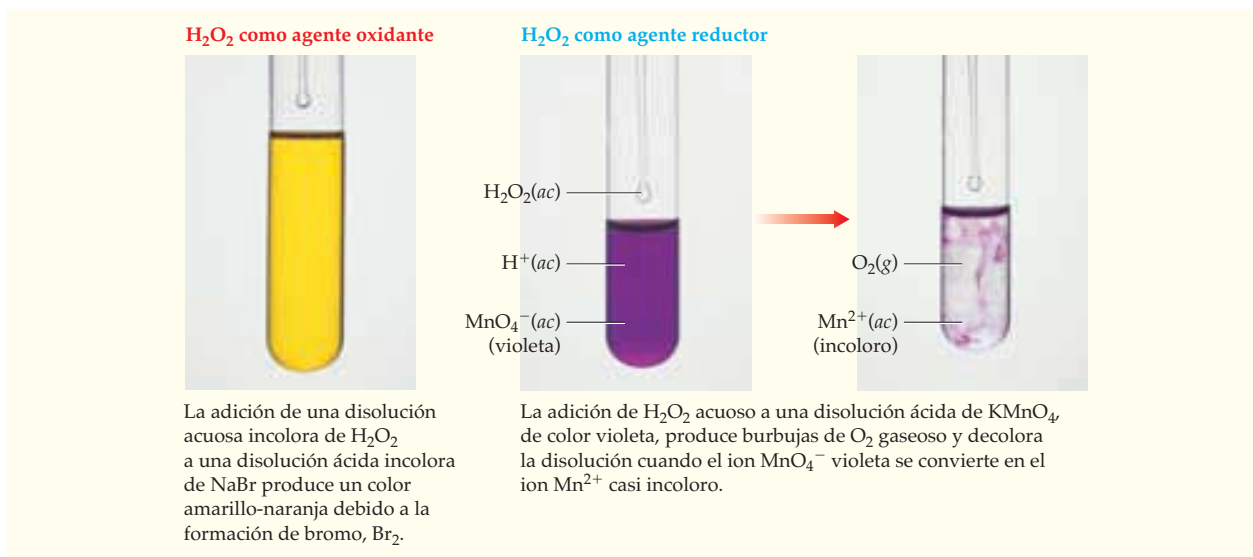 H₂O₂ como agente oxidante
H₂O₂ como agente reductor
H₂O₂(ac)
H⁺(ac)
MnO₄⁻(ac)
(violeta)
O₂(g)
Mn²⁺(ac)
(incoloro)
La adición de una disolución
acuosa incolora de H₂O₂
a una disolución ácida incolora
de NaBr produce un color
amarillo-naranja debido a la
formación de bromo, Br₂.
La adición de H₂O₂ acuoso a una disolución ácida de KMnO₄,
de color violeta, produce burbujas de O₂ gaseoso y decolora
la disolución cuando el ion MnO₄⁻ violeta se convierte en el
ion Mn²⁺ casi incoloro.